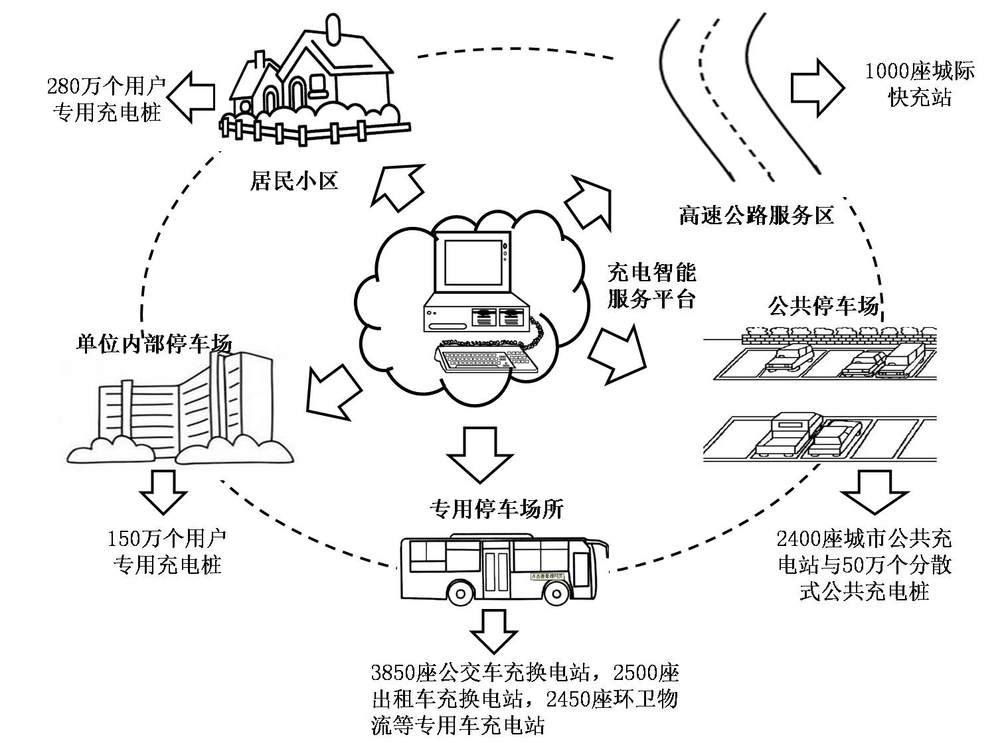 280万个用户
专用充电桩
1000座城际
快充站
居民小区
高速公路服务区
充电智能
服务平台
公共停车场
单位内部停车场
专用停车场所
150万个用户
专用充电桩
2400座城市公共充
电站与50万个分散
式公共充电桩
点击查看源网页
3850座公交车充换电站，2500座
出租车充换电站，2450座环卫物
流等专用车充电站